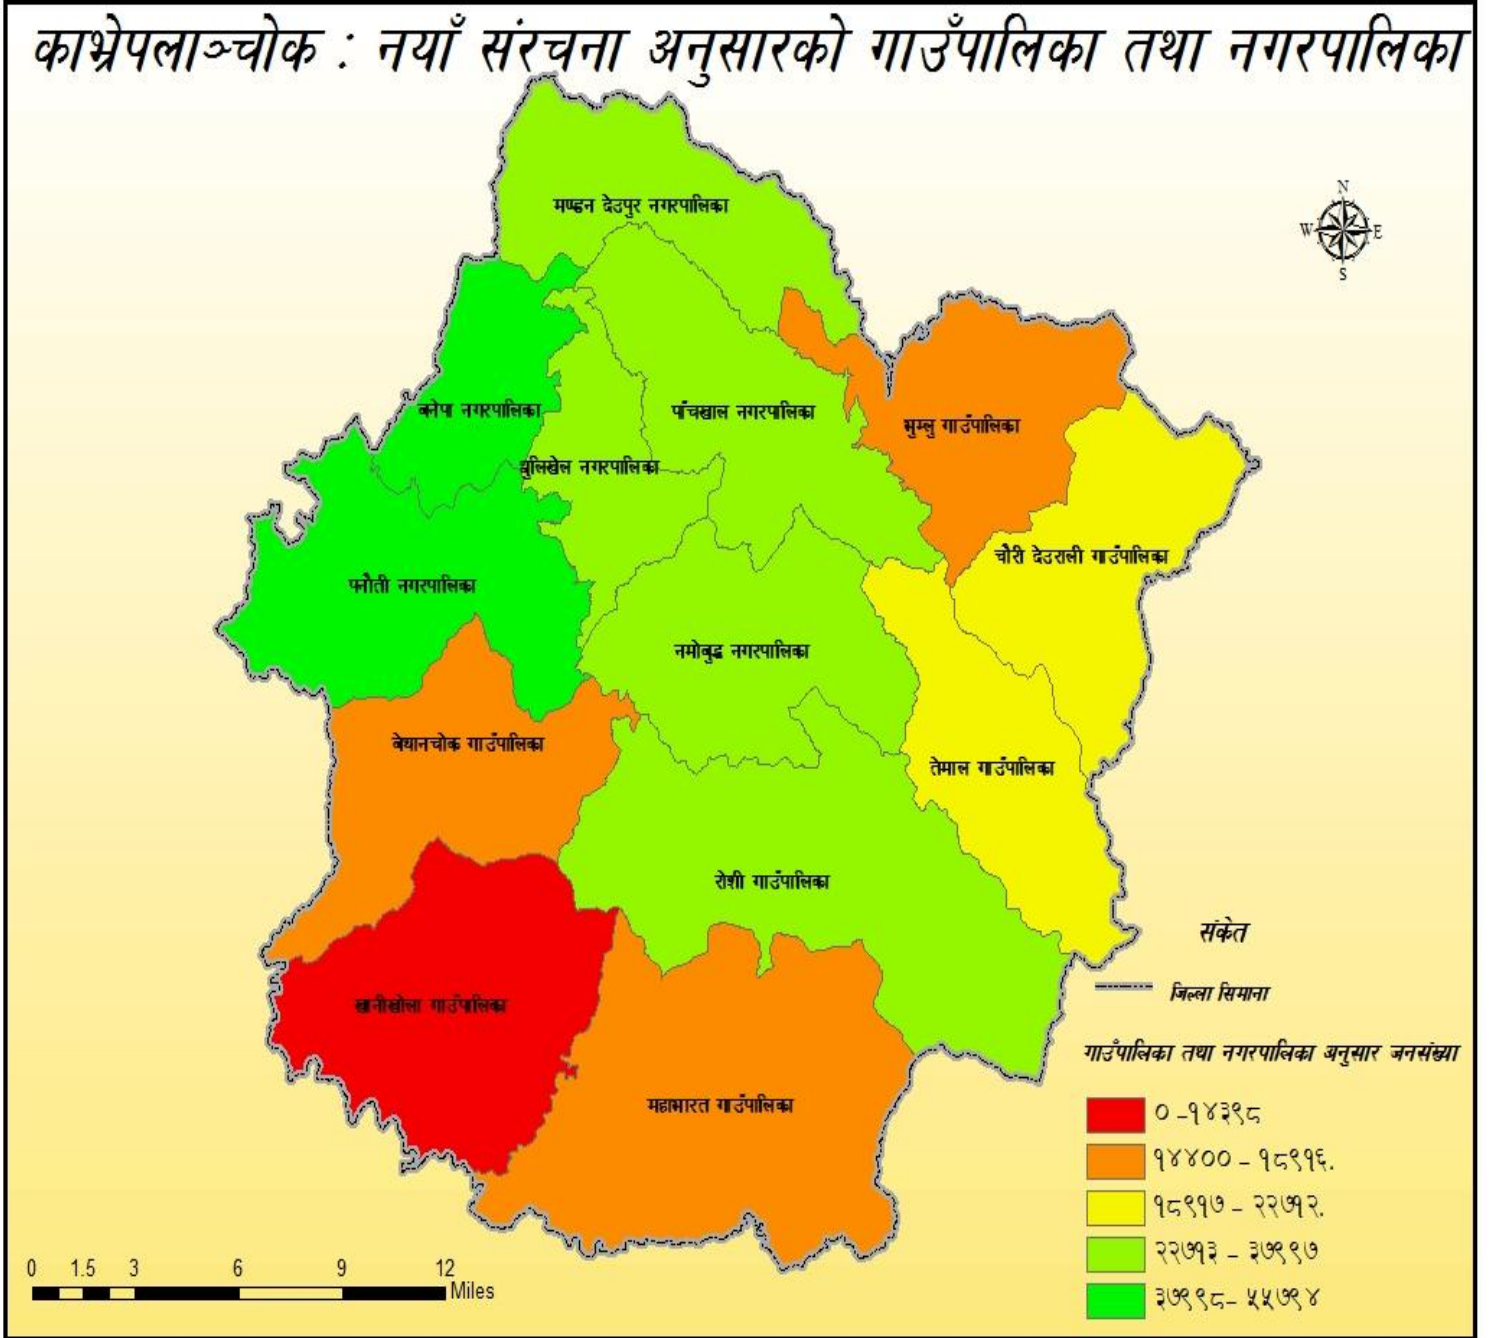 काभ्रेपलाञ्चोक : नयाँ संरचना अनुसारको गाउँपालिका तथा नगरपालिका
मण्डन देउपुर नगरपालिका
N
W E
S
बनेपा नगरपालिका
पाँचखाल नगरपालिका
भुम्लु गाउँपालिका
धुलिखेल नगरपालिका
चौरी देउराली गाउँपालिका
पनौती नगरपालिका
नमोबुद्ध नगरपालिका
बेथानचोक गाउँपालिका
तेमाल गाउँपालिका
रोशी गाउँपालिका
खानीखोला गाउँपालिका
महाभारत गाउँपालिका
संकेत
जिल्ला सिमाना
गाउँपालिका तथा नगरपालिका अनुसार जनसंख्या
० -१४३९८
१४४०० - १८९१६.
१८९१७ - २२७१२.
२२७१३ - ३७९९७
३७९९८- ५५७९४
0 1.5 3 6 9 12
Miles